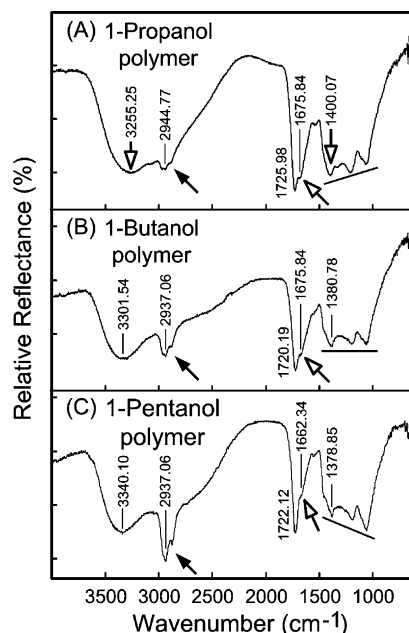 (A) 1-Propanol
polymer
3255.25
2944.77
1725.98
1675.84
1400.07
(B) 1-Butanol
polymer
3301.54
2937.06
1720.19
1675.84
1380.78
(C) 1-Pentanol
polymer
3340.10
2937.06
1722.12
1662.34
1378.85
Relative Reflectance (%)
3500 3000 2500 2000 1500 1000
Wavenumber (cm-1)